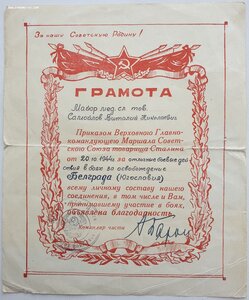 За нашу Советскую Родину!
ГРАМОТА
Майор мед. сл. тов.
Виталий Николаевич
Приказом Верховного Главно-
командующего Маршала Совет-
ского Союза товарища Сталина
от 20.10.1944г. за отличные боевые дей
ствия в боях за освобождение
Белграда (Югославия)
всему личному составу нашего
соединения, в том числе и Вам,
принимавшему участие в боях,
объявлена благодарность.
Командир части